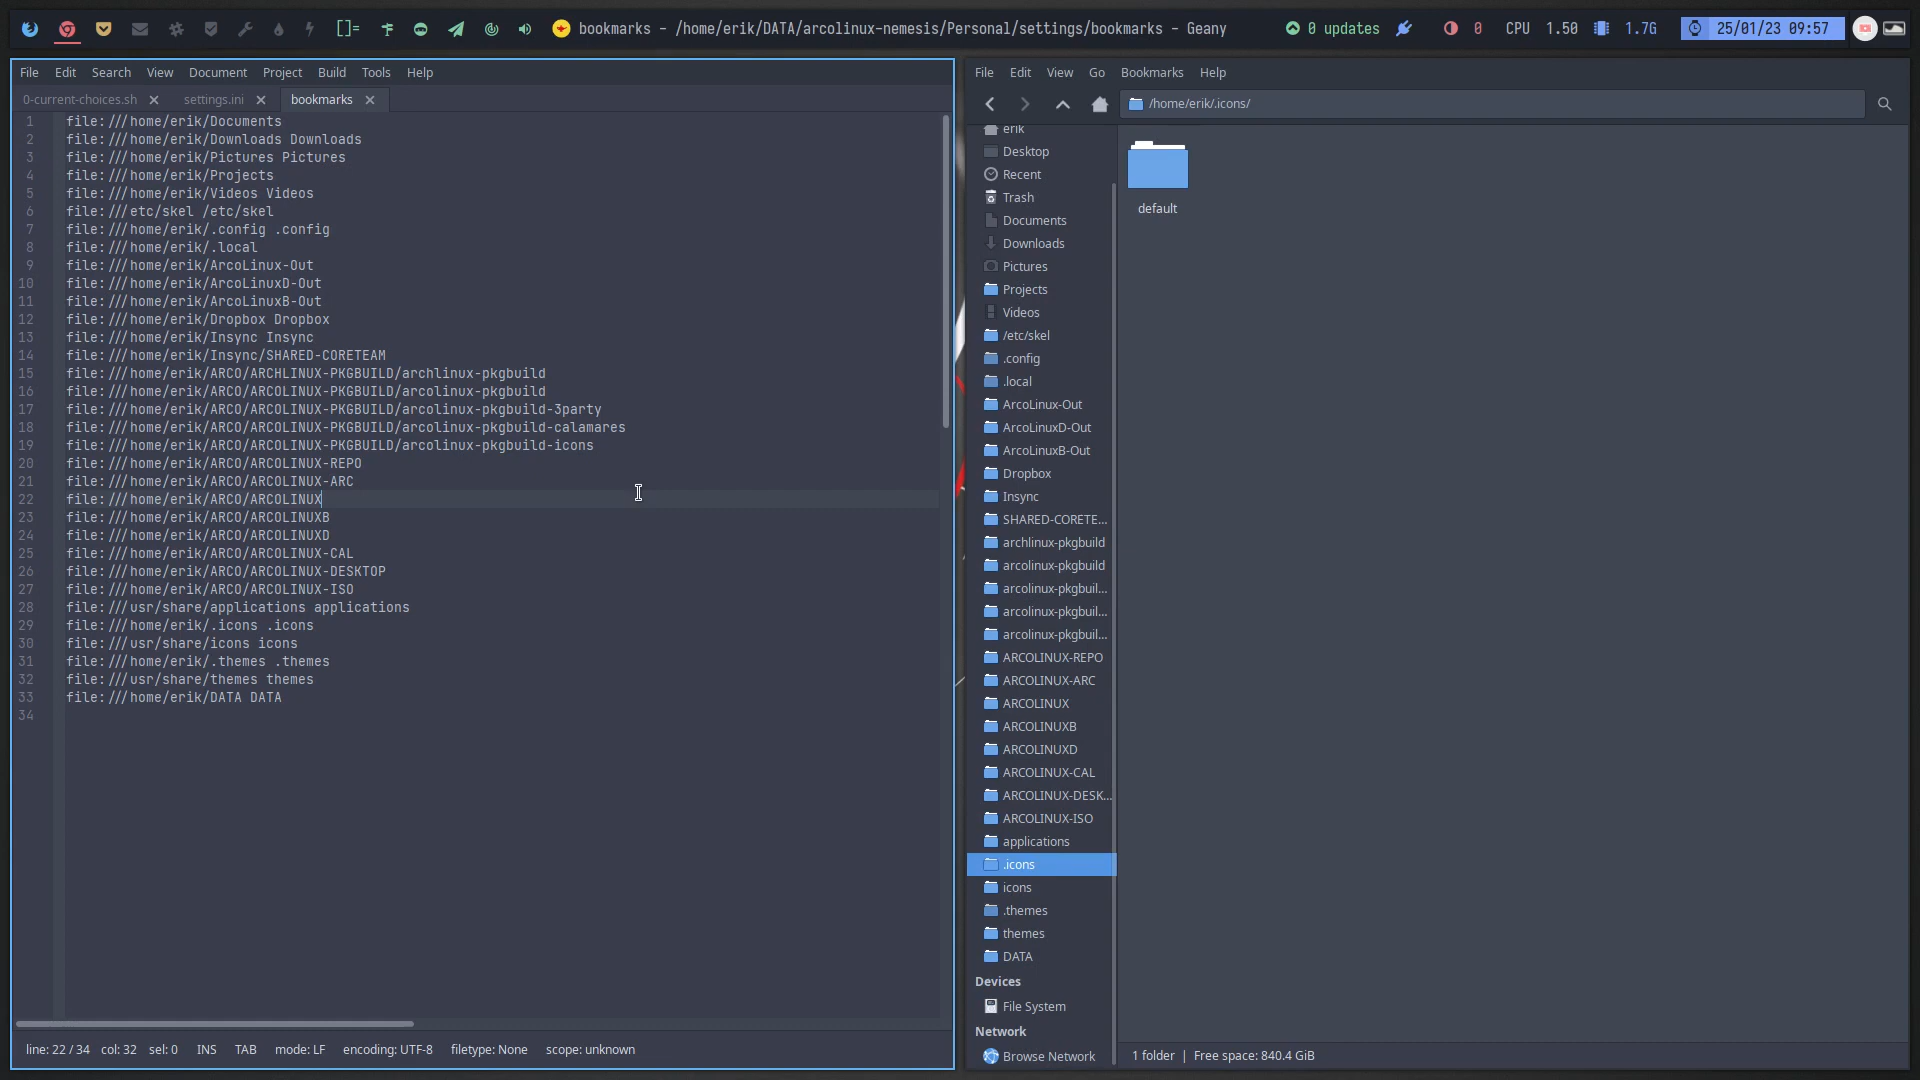 []=
bookmarks – /home/erik/DATA/arcolinux-nemesis/Personal/settings/bookmarks – Geany
0 updates
0
CPU 1.50
1.7G
25/01/23 09:57
File Edit Search View Document Project Build Tools Help
0-current-choices.sh settings.ini bookmarks
1 file:///home/erik/Documents
2 file:///home/erik/Downloads Downloads
3 file:///home/erik/Pictures Pictures
4 file:///home/erik/Projects
5 file:///home/erik/Videos Videos
6 file:///etc/skel /etc/skel
7 file:///home/erik/.config .config
8 file:///home/erik/.local
9 file:///home/erik/ArcoLinux-Out
10 file:///home/erik/ArcoLinuxD-Out
11 file:///home/erik/ArcoLinuxB-Out
12 file:///home/erik/Dropbox Dropbox
13 file:///home/erik/Insync Insync
14 file:///home/erik/Insync/SHARED-CORETEAM
15 file:///home/erik/ARCO/ARCHLINUX-PKGBUILD/archlinux-pkgbuild
16 file:///home/erik/ARCO/ARCOLINUX-PKGBUILD/arcolinux-pkgbuild
17 file:///home/erik/ARCO/ARCOLINUX-PKGBUILD/arcolinux-pkgbuild-3party
18 file:///home/erik/ARCO/ARCOLINUX-PKGBUILD/arcolinux-pkgbuild-calamares
19 file:///home/erik/ARCO/ARCOLINUX-PKGBUILD/arcolinux-pkgbuild-icons
20 file:///home/erik/ARCO/ARCOLINUX-REPO
21 file:///home/erik/ARCO/ARCOLINUX-ARC
22 file:///home/erik/ARCO/ARCOLINUX
23 file:///home/erik/ARCO/ARCOLINUXB
24 file:///home/erik/ARCO/ARCOLINUXD
25 file:///home/erik/ARCO/ARCOLINUX-CAL
26 file:///home/erik/ARCO/ARCOLINUX-DESKTOP
27 file:///home/erik/ARCO/ARCOLINUX-ISO
28 file:///usr/share/applications applications
29 file:///home/erik/.icons .icons
30 file:///usr/share/icons icons
31 file:///home/erik/.themes .themes
32 file:///usr/share/themes themes
33 file:///home/erik/DATA DATA
34
line: 22 / 34 col: 32 sel: 0 INS TAB mode: LF encoding: UTF-8 filetype: None scope: unknown
File Edit View Go Bookmarks Help
/home/erik/.icons/
erik
Desktop
Recent
Trash
Documents
Downloads
Pictures
Projects
Videos
/etc/skel
.config
.local
ArcoLinux-Out
ArcoLinuxD-Out
ArcoLinuxB-Out
Dropbox
Insync
SHARED-CORETE...
archlinux-pkgbuild
arcolinux-pkgbuild
arcolinux-pkgbuil...
arcolinux-pkgbuil...
arcolinux-pkgbuil...
ARCOLINUX-REPO
ARCOLINUX-ARC
ARCOLINUX
ARCOLINUXB
ARCOLINUXD
ARCOLINUX-CAL
ARCOLINUX-DESK...
ARCOLINUX-ISO
applications
.icons
icons
.themes
themes
DATA
Devices
File System
Network
Browse Network
default
1 folder | Free space: 840.4 GiB